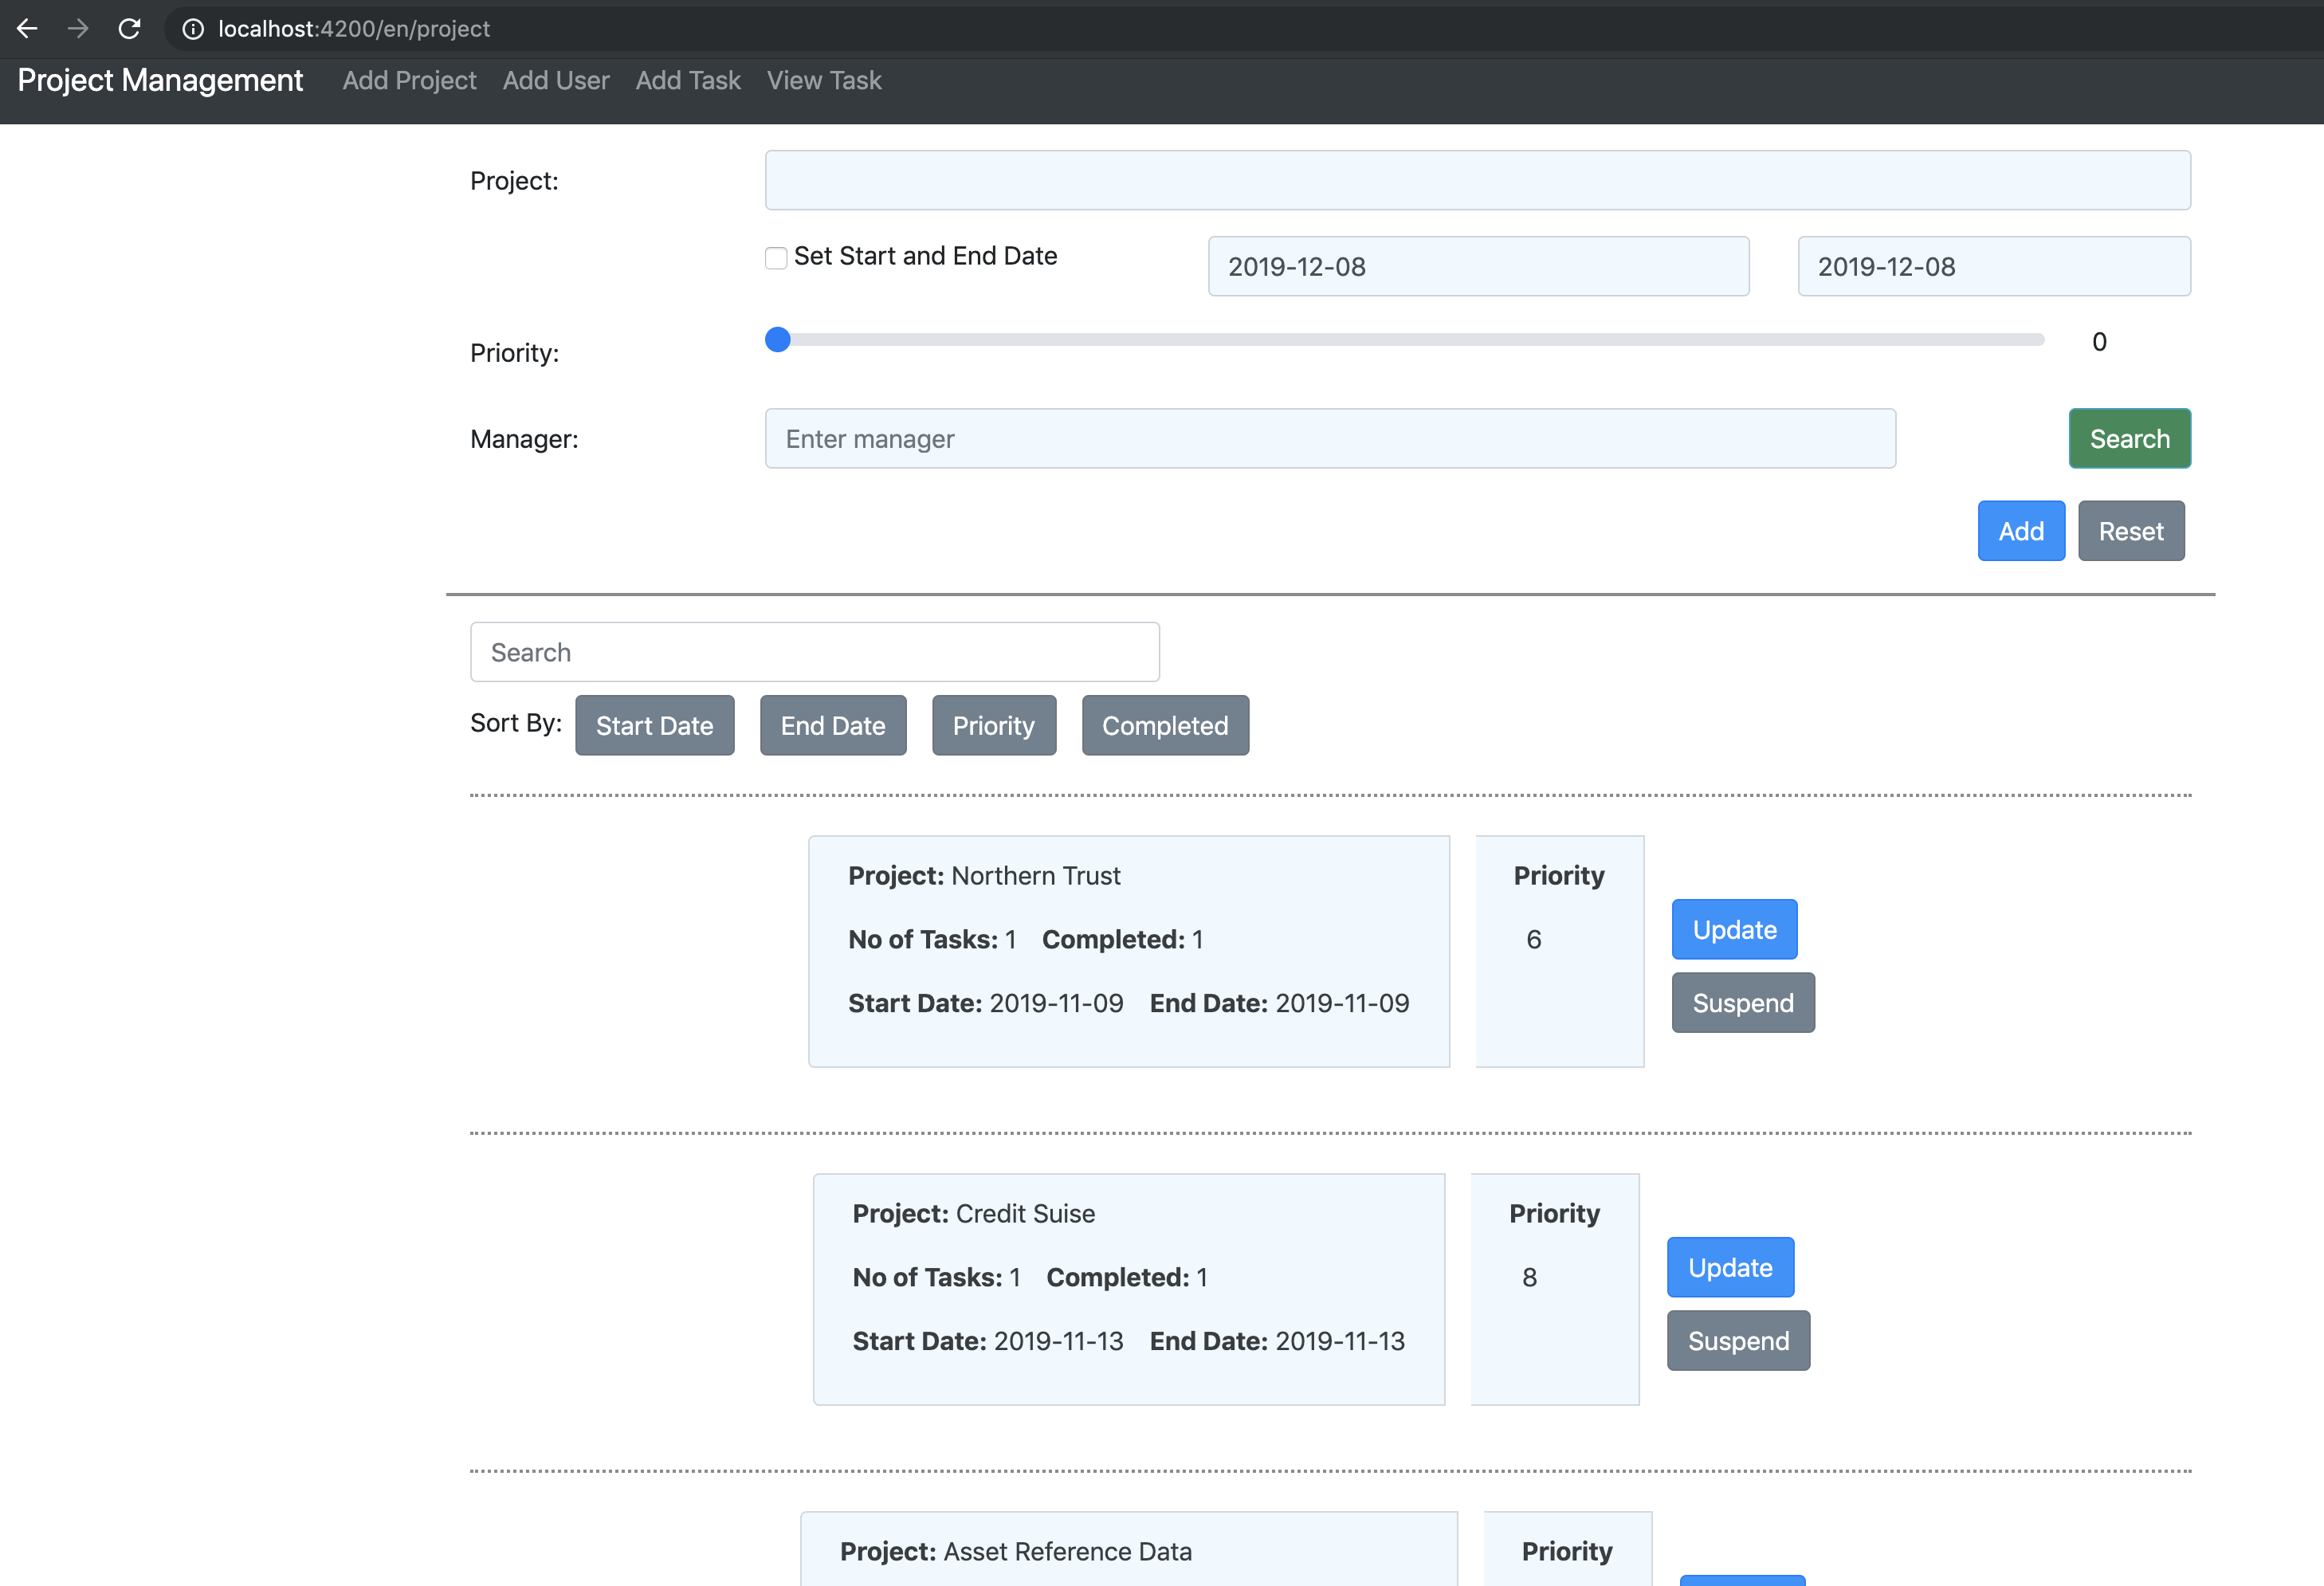 localhost:4200/en/project
Project Management Add Project Add User Add Task View Task
Project:
Set Start and End Date 2019-12-08 2019-12-08
Priority: 0
Manager: Enter manager Search
Add Reset
Search
Sort By: Start Date End Date Priority Completed
Project: Northern Trust Priority
No of Tasks: 1 Completed: 1 6 Update
Start Date: 2019-11-09 End Date: 2019-11-09 Suspend
Project: Credit Suise Priority
No of Tasks: 1 Completed: 1 8 Update
Start Date: 2019-11-13 End Date: 2019-11-13 Suspend
Project: Asset Reference Data Priority